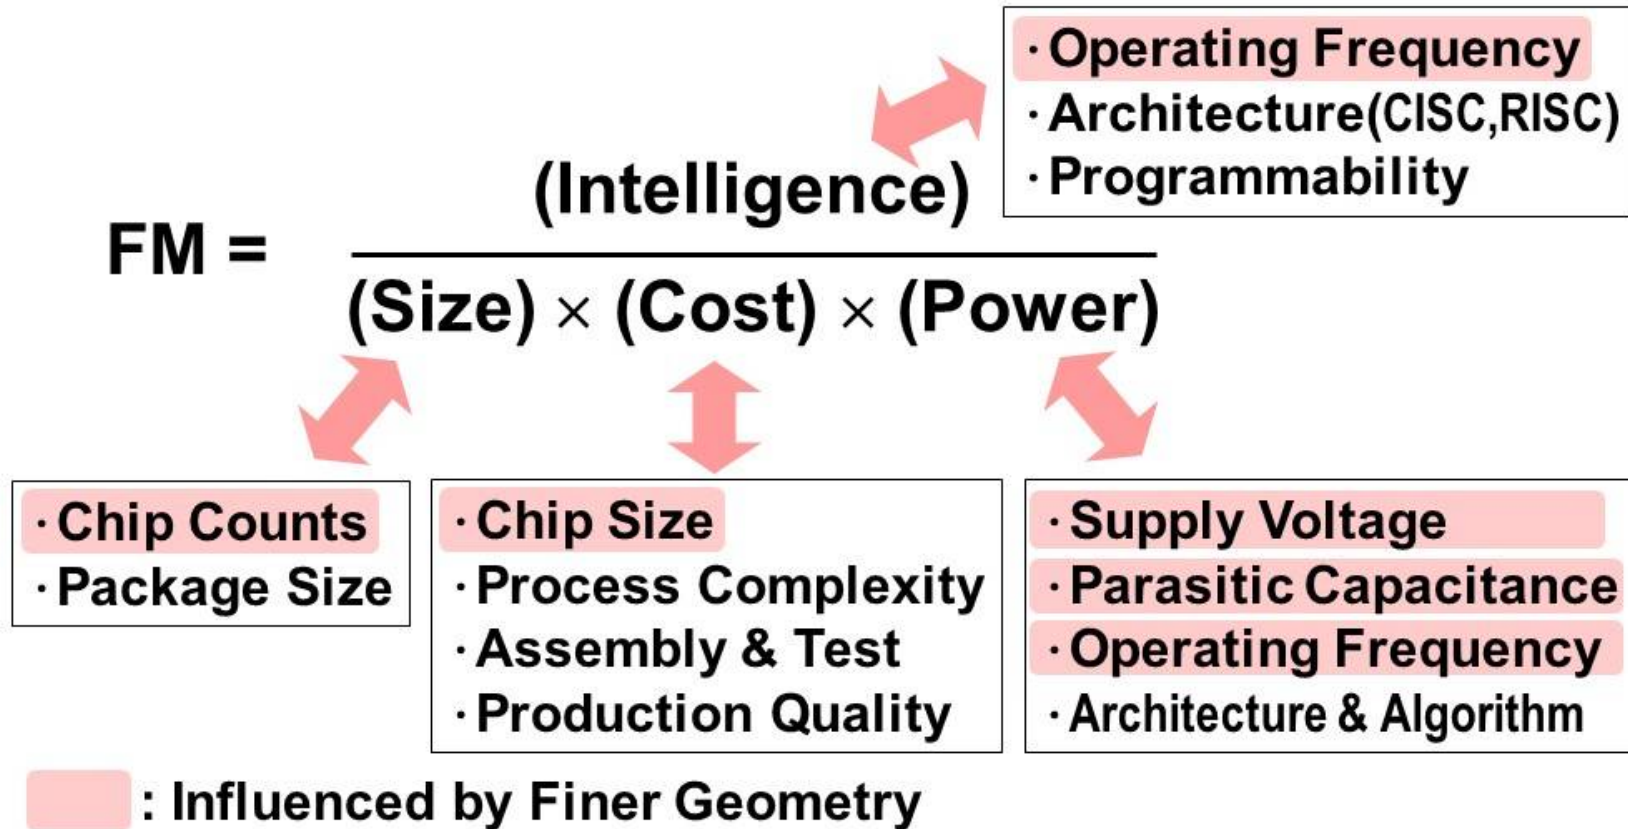 · Operating Frequency
· Architecture(CISC,RISC)
· Programmability
(Intelligence)
FM =
(Size) × (Cost) × (Power)
· Chip Counts
· Package Size
· Chip Size
· Process Complexity
· Assembly & Test
· Production Quality
· Supply Voltage
· Parasitic Capacitance
· Operating Frequency
· Architecture & Algorithm
: Influenced by Finer Geometry